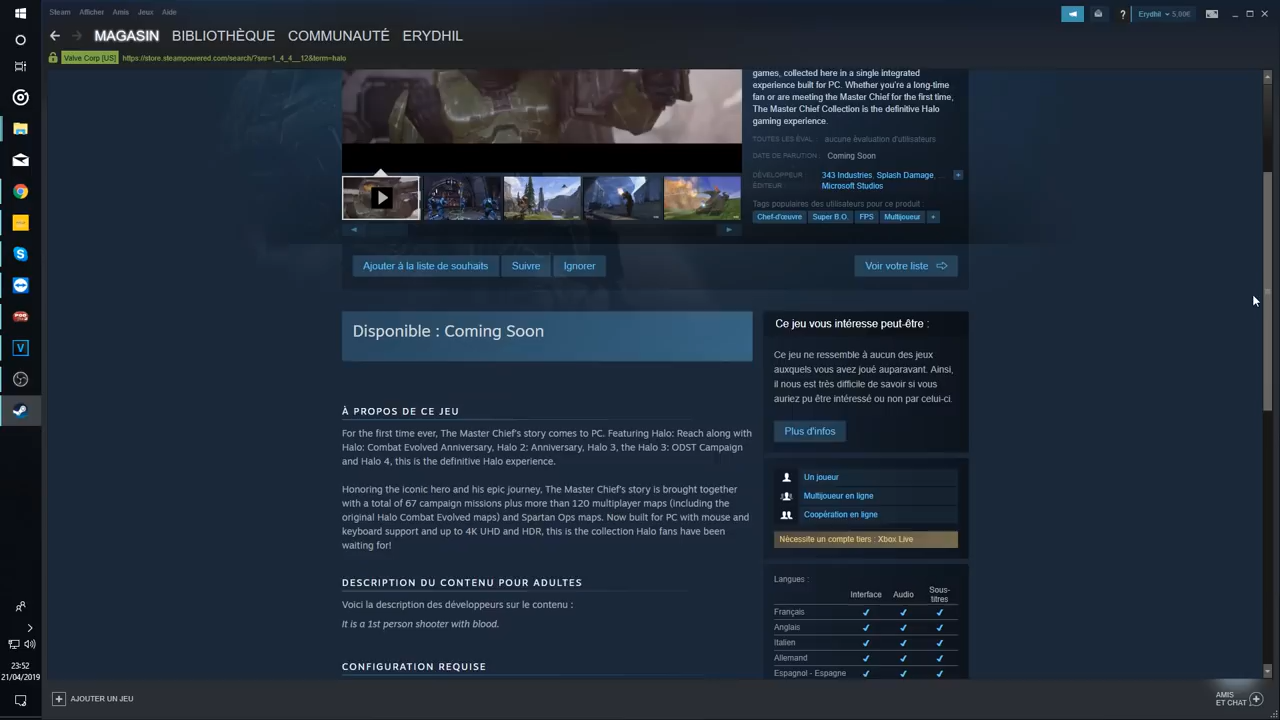 Steam Afficher Amis Jeux Aide
Erydhil 5,00€
MAGASIN BIBLIOTHÈQUE COMMUNAUTÉ ERYDHIL
Valve Corp [US] https://store.steampowered.com/search/?snr=1_4_4__12&term=halo
games, collected here in a single integrated
experience built for PC. Whether you're a long-time
fan or are meeting the Master Chief for the first time,
The Master Chief Collection is the definitive Halo
gaming experience.
TOUTES LES ÉVAL : aucune évaluation d'utilisateurs
DATE DE PARUTION : Coming Soon
DÉVELOPPEUR 343 Industries, Splash Damage, ... +
ÉDITEUR : Microsoft Studios
Tags populaires des utilisateurs pour ce produit :
Chef-d'œuvre Super B.O. FPS Multijoueur +
Ajouter à la liste de souhaits Suivre Ignorer Voir votre liste
Disponible : Coming Soon
Ce jeu vous intéresse peut-être :
Ce jeu ne ressemble à aucun des jeux
auxquels vous avez joué auparavant. Ainsi,
il nous est très difficile de savoir si vous
auriez pu être intéressé ou non par celui-ci.
Plus d'infos
À PROPOS DE CE JEU
For the first time ever, The Master Chief's story comes to PC. Featuring Halo: Reach along with
Halo: Combat Evolved Anniversary, Halo 2: Anniversary, Halo 3, the Halo 3: ODST Campaign
and Halo 4, this is the definitive Halo experience.
Honoring the iconic hero and his epic journey, The Master Chief's story is brought together
with a total of 67 campaign missions plus more than 120 multiplayer maps (including the
original Halo Combat Evolved maps) and Spartan Ops maps. Now built for PC with mouse and
keyboard support and up to 4K UHD and HDR, this is the collection Halo fans have been
waiting for!
Un joueur
Multijoueur en ligne
Coopération en ligne
Nécessite un compte tiers : Xbox Live
Langues :
Interface Audio Sous-
titres
Français
Anglais
Italien
Allemand
Espagnol - Espagne
DESCRIPTION DU CONTENU POUR ADULTES
Voici la description des développeurs sur le contenu :
It is a 1st person shooter with blood.
CONFIGURATION REQUISE
23:52
21/04/2019
+ AJOUTER UN JEU
AMIS
ET CHAT